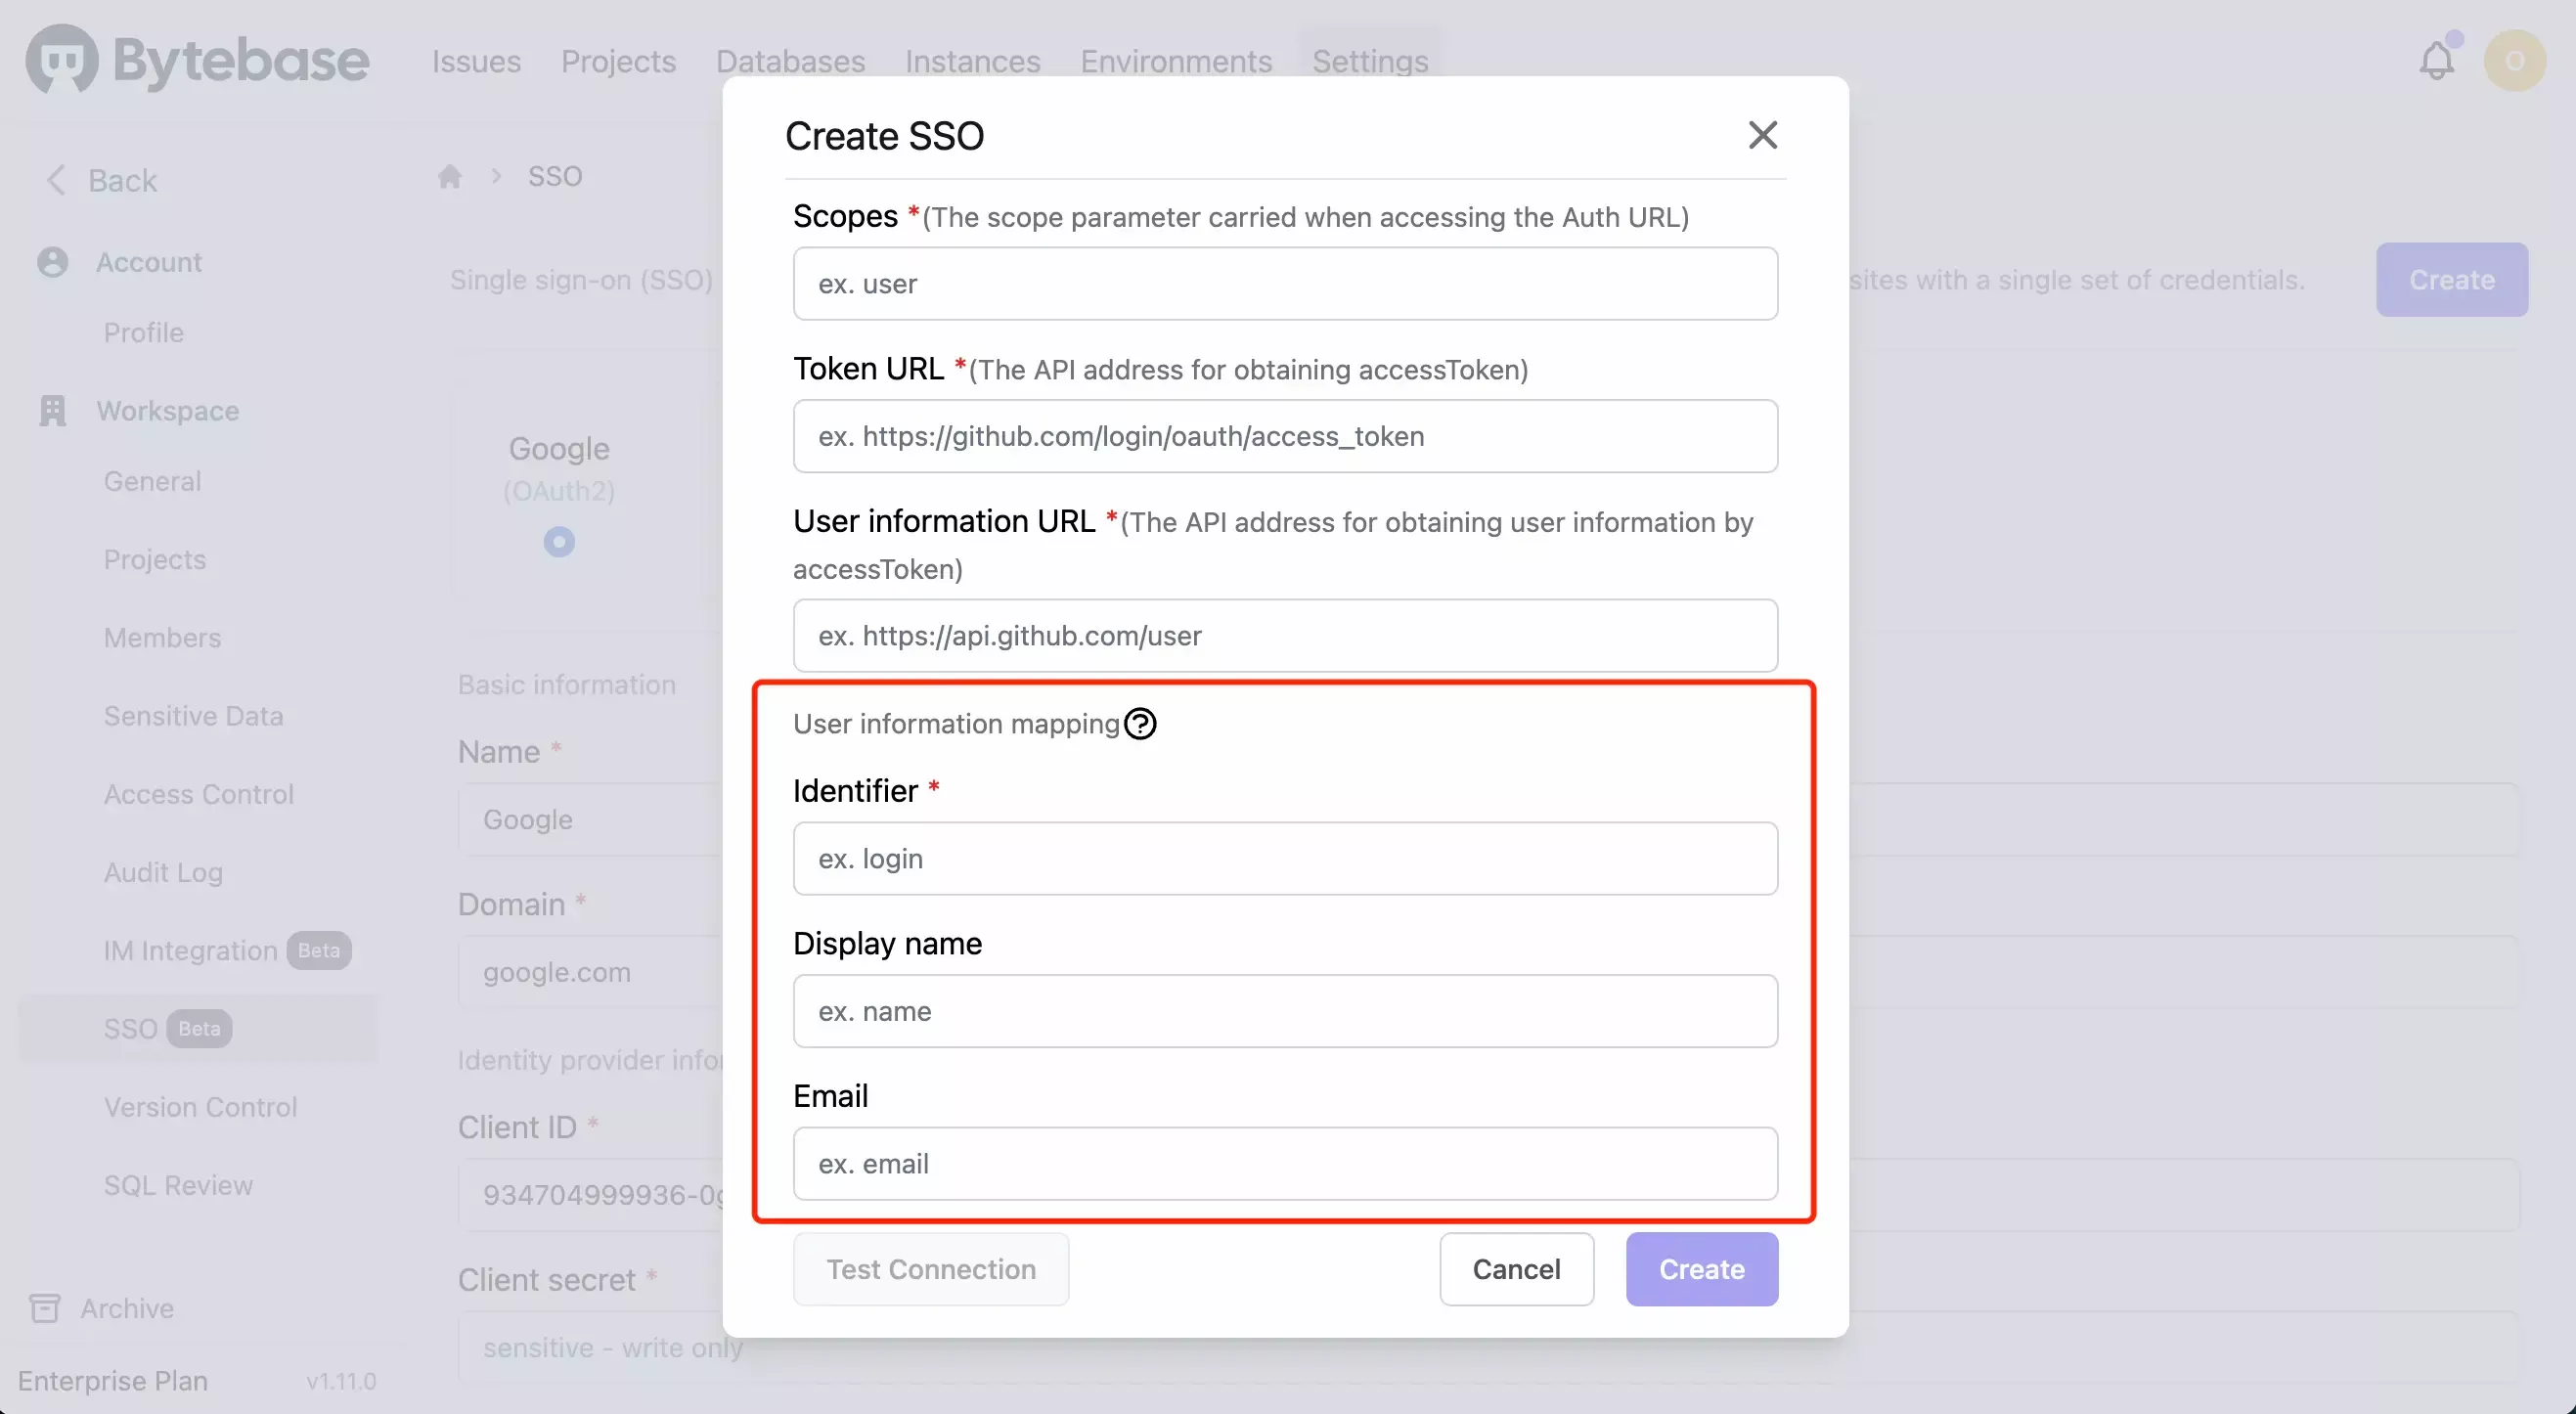 Bytebase
Issues
Projects
Databases
Instances
Environments
Settings
O
Back
Account
Profile
Workspace
General
Projects
Members
Sensitive Data
Access Control
Audit Log
IM Integration Beta
SSO Beta
Version Control
SQL Review
Archive
Enterprise Plan v1.11.0
SSO
Single sign-on (SSO)
sites with a single set of credentials.
Create
Google
(OAuth2)
Basic information
Name *
Google
Domain *
google.com
Identity provider infor
Client ID *
934704999936-0g
Client secret *
sensitive - write only
Create SSO
Scopes *(The scope parameter carried when accessing the Auth URL)
ex. user
Token URL *(The API address for obtaining accessToken)
ex. https://github.com/login/oauth/access_token
User information URL *(The API address for obtaining user information by
accessToken)
ex. https://api.github.com/user
User information mapping ?
Identifier *
ex. login
Display name
ex. name
Email
ex. email
Test Connection
Cancel
Create